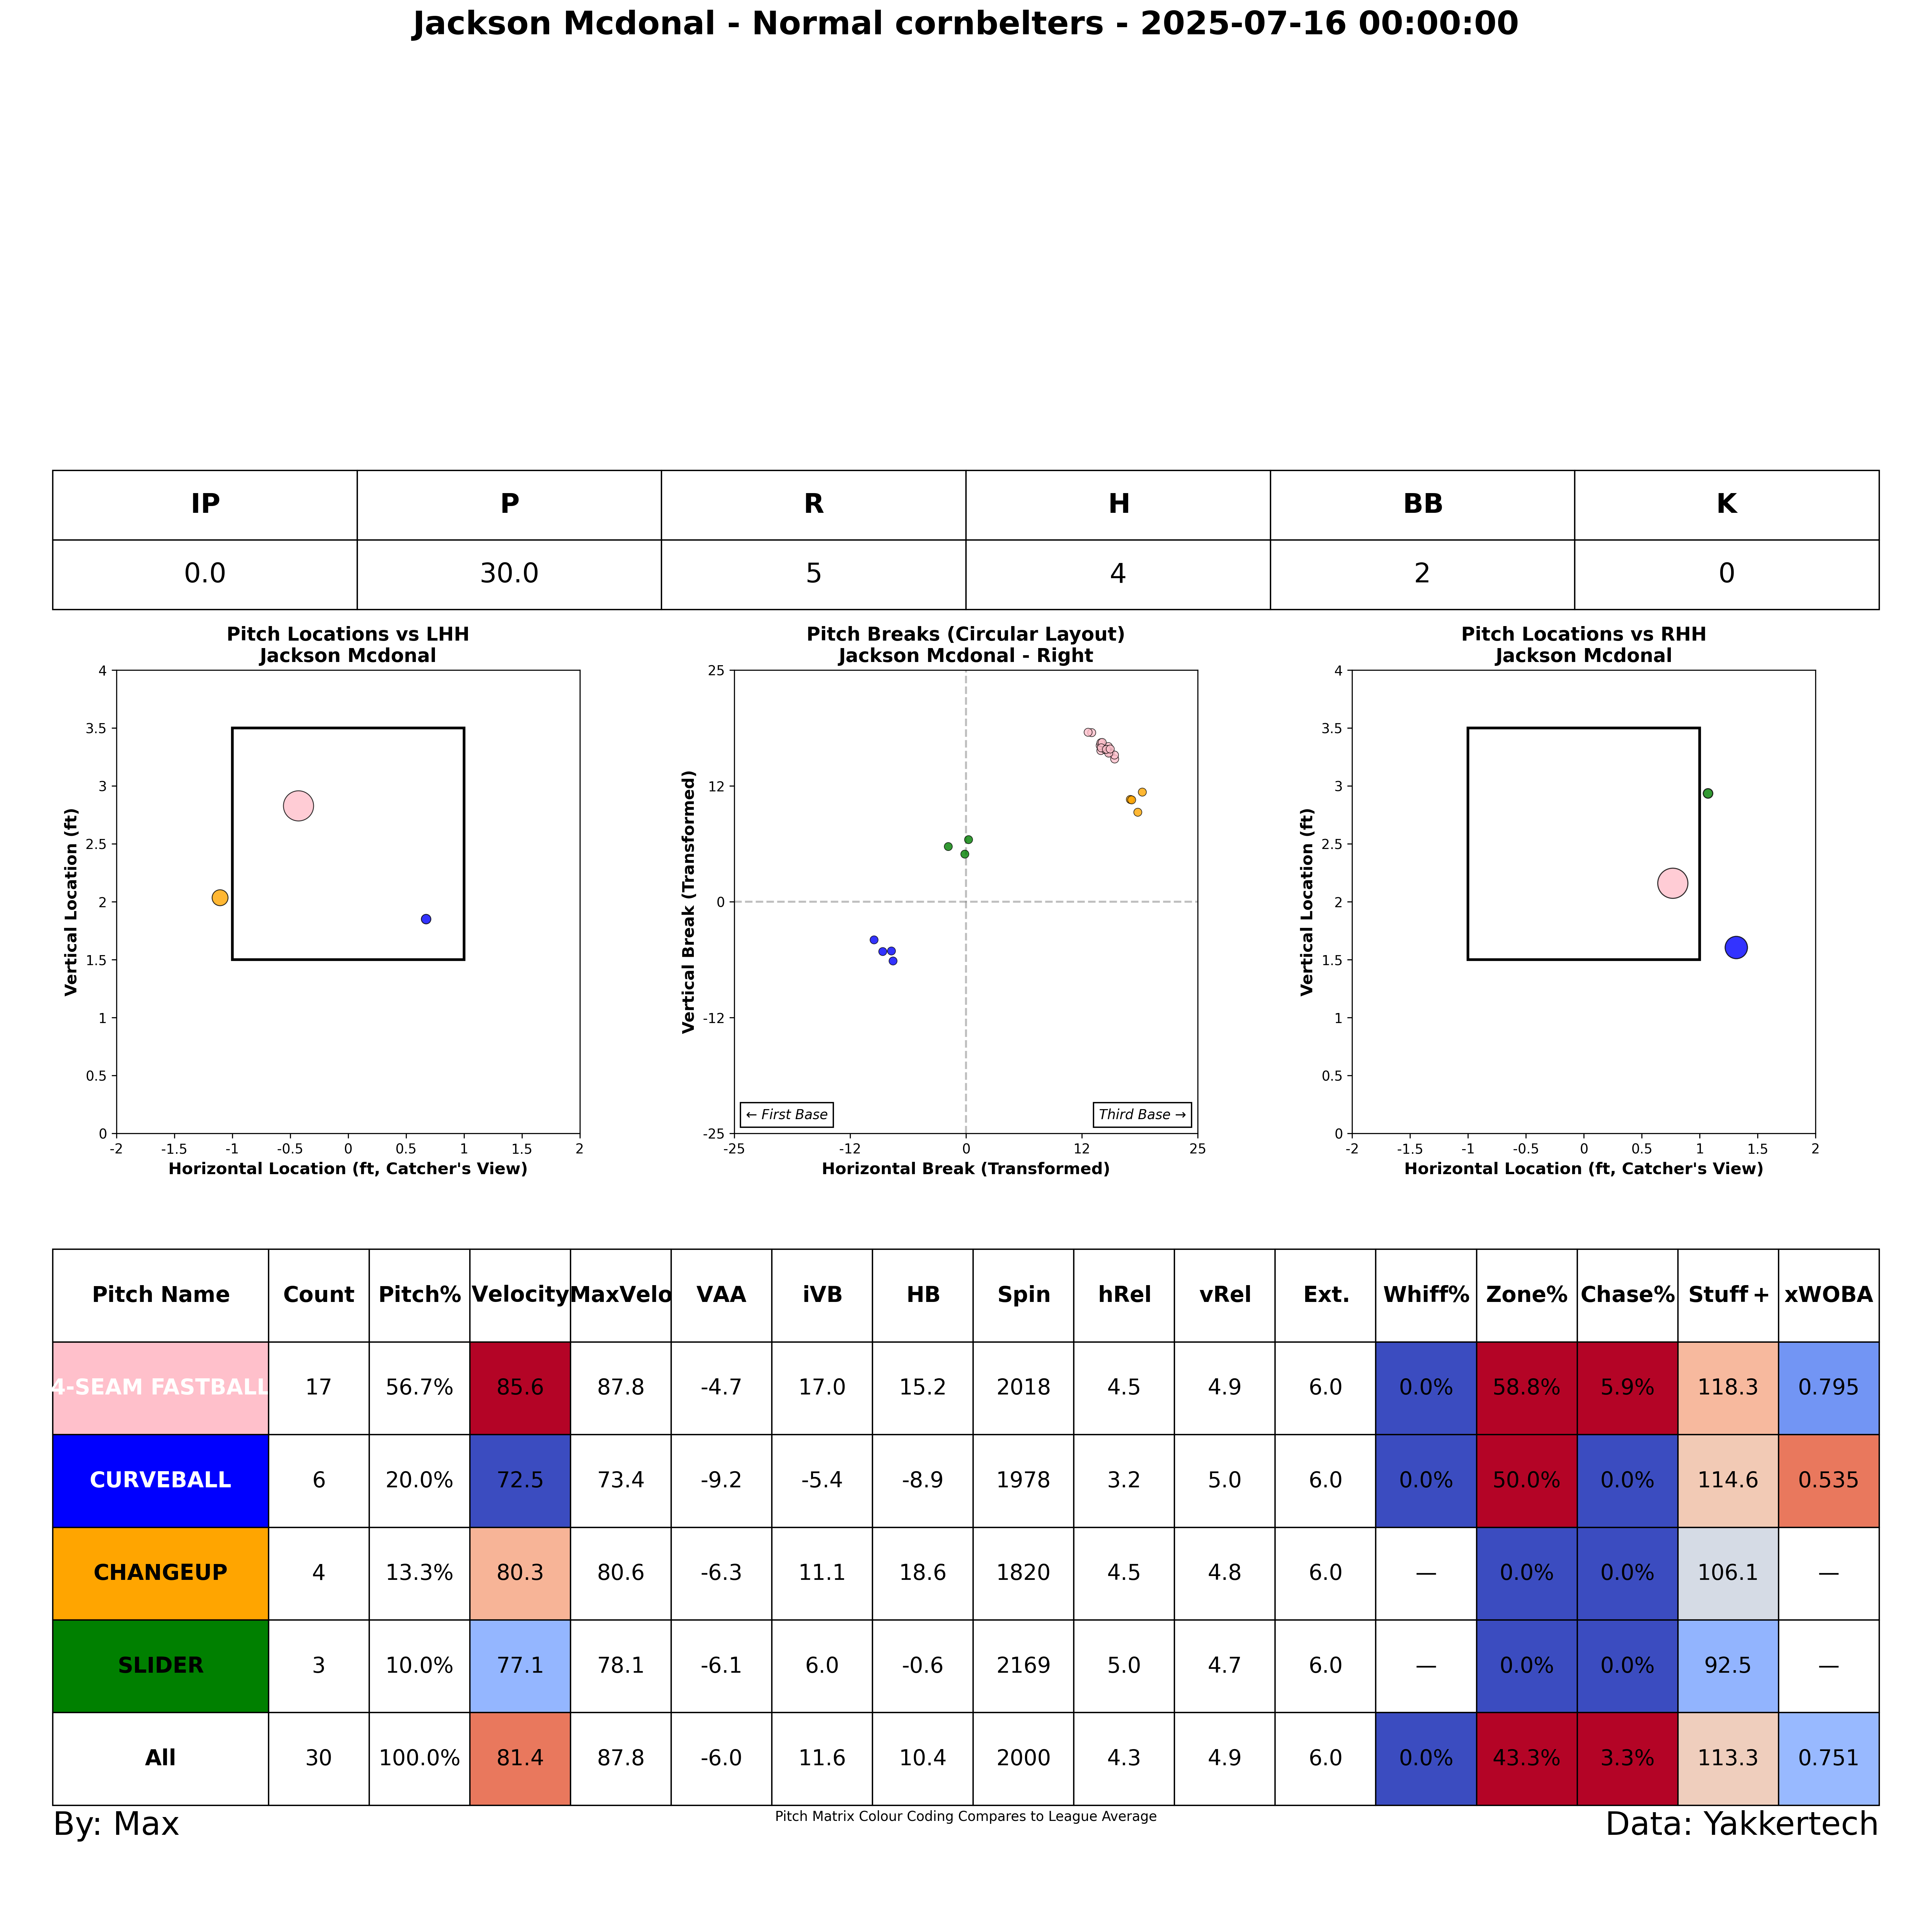 Jackson Mcdonal - Normal cornbelters - 2025-07-16 00:00:00
IP P R H BB K
0.0 30.0 5 4 2 0
Pitch Locations vs LHH
Jackson Mcdonal
4
3.5
3
2.5
2
1.5
1
0.5
0
Vertical Location (ft)
-2 -1.5 -1 -0.5 0 0.5 1 1.5 2
Horizontal Location (ft, Catcher's View)
Pitch Breaks (Circular Layout)
Jackson Mcdonal - Right
25
12
0
-12
-25
Vertical Break (Transformed)
← First Base
Third Base →
-25 -12 0 12 25
Horizontal Break (Transformed)
Pitch Locations vs RHH
Jackson Mcdonal
4
3.5
3
2.5
2
1.5
1
0.5
0
Vertical Location (ft)
-2 -1.5 -1 -0.5 0 0.5 1 1.5 2
Horizontal Location (ft, Catcher's View)
Pitch Name Count Pitch% Velocity MaxVelo VAA iVB HB Spin hRel vRel Ext. Whiff% Zone% Chase% Stuff+ xWOBA
4-SEAM FASTBALL 17 56.7% 85.6 87.8 -4.7 17.0 15.2 2018 4.5 4.9 6.0 0.0% 58.8% 5.9% 118.3 0.795
CURVEBALL 6 20.0% 72.5 73.4 -9.2 -5.4 -8.9 1978 3.2 5.0 6.0 0.0% 50.0% 0.0% 114.6 0.535
CHANGEUP 4 13.3% 80.3 80.6 -6.3 11.1 18.6 1820 4.5 4.8 6.0 — 0.0% 0.0% 106.1 —
SLIDER 3 10.0% 77.1 78.1 -6.1 6.0 -0.6 2169 5.0 4.7 6.0 — 0.0% 0.0% 92.5 —
All 30 100.0% 81.4 87.8 -6.0 11.6 10.4 2000 4.3 4.9 6.0 0.0% 43.3% 3.3% 113.3 0.751
By: Max
Pitch Matrix Colour Coding Compares to League Average
Data: Yakkertech